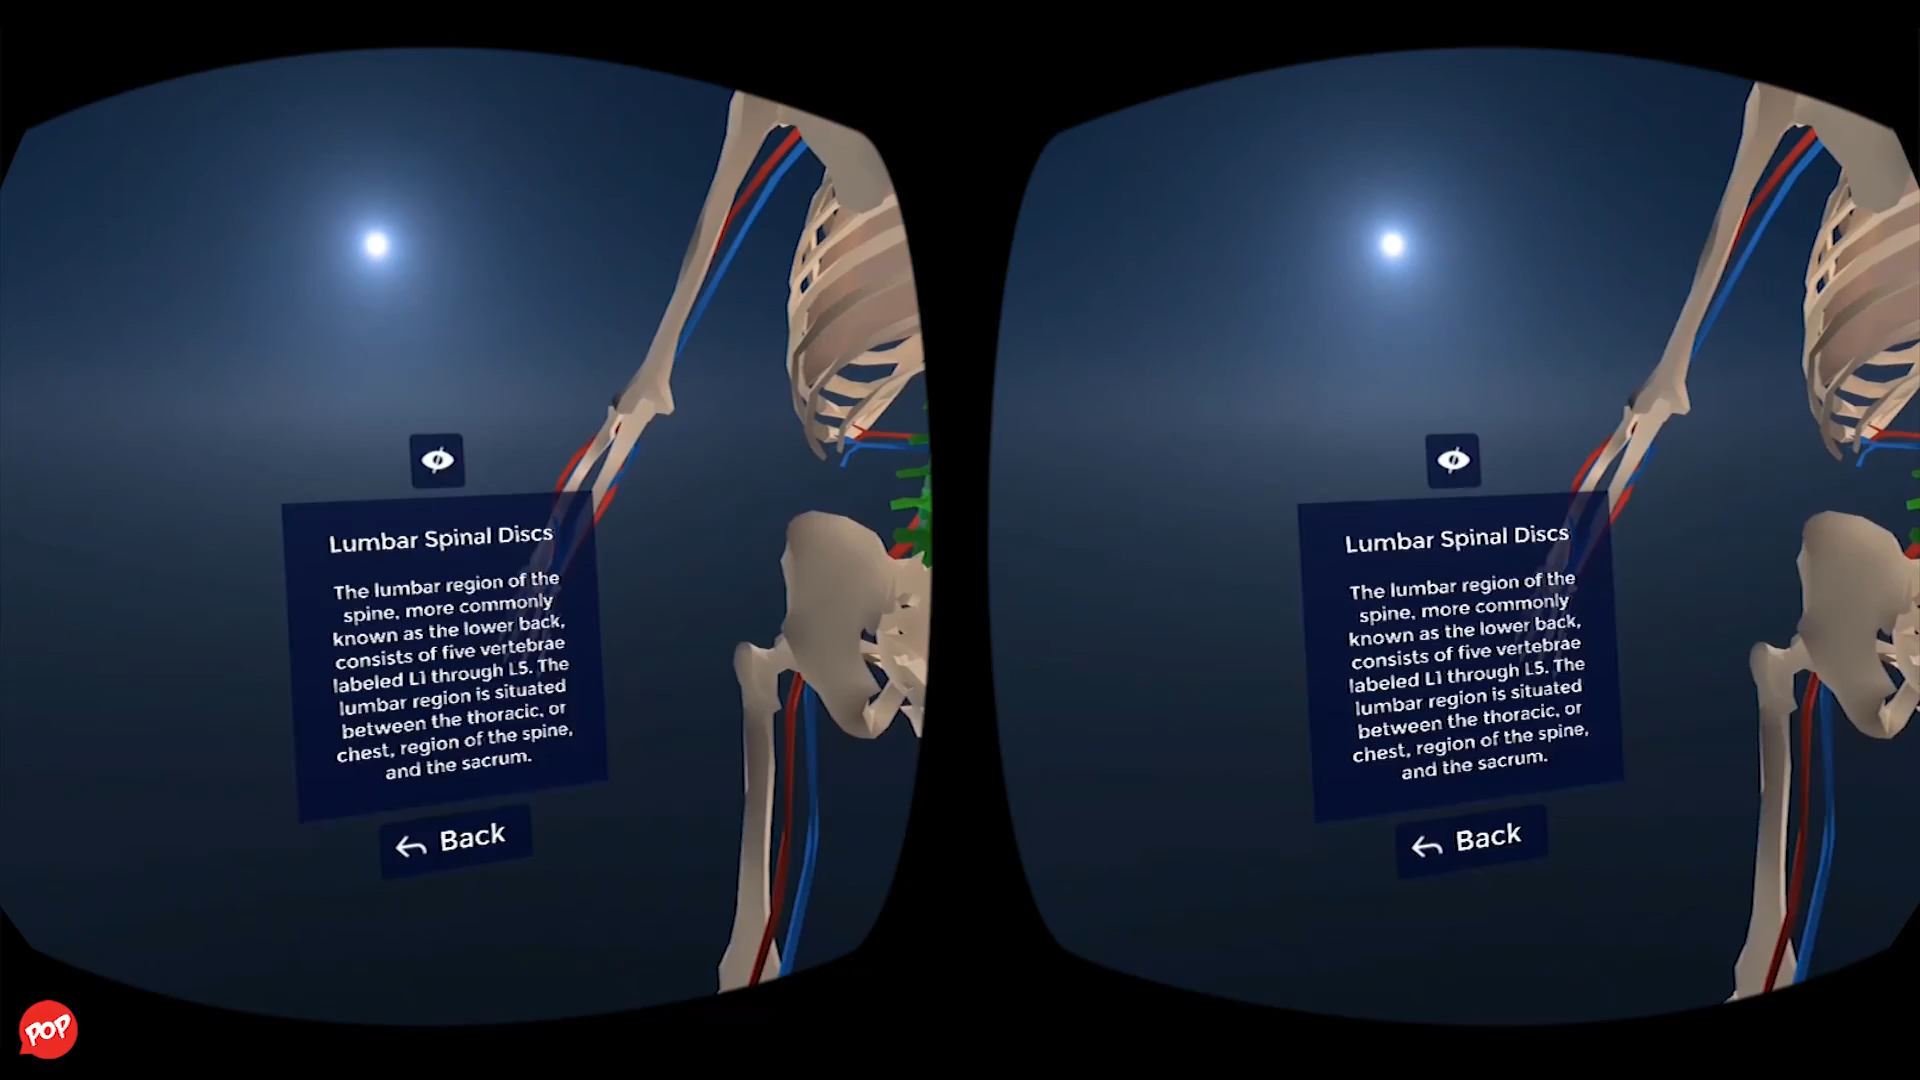 Lumbar Spinal Discs
The lumbar region of the
spine, more commonly
known as the lower back,
consists of five vertebrae
labeled L1 through L5. The
lumbar region is situated
between the thoracic, or
chest, region of the spine,
and the sacrum.
Back
Lumbar Spinal Discs
The lumbar region of the
spine, more commonly
known as the lower back,
consists of five vertebrae
labeled L1 through L5. The
lumbar region is situated
between the thoracic, or
chest, region of the spine,
and the sacrum.
Back
POP